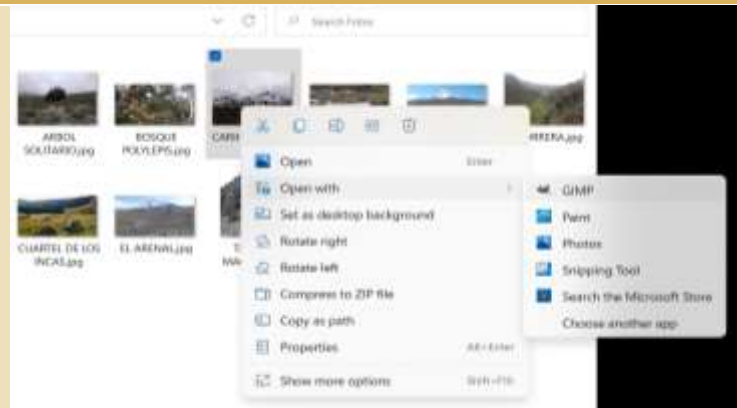 Search Fotos
ARBOL
SOLITARIO.jpg
BOSQUE
POLYLEPIS.jpg
CUARTEL DE LOS
INCAS.jpg
EL ARENAL.jpg
Open Enter
Open with
Set as desktop background
Rotate right
Rotate left
Compress to ZIP file
Copy as path
Properties Alt+Enter
Show more options Shift+F10
GIMP
Paint
Photos
Snipping Tool
Search the Microsoft Store
Choose another app